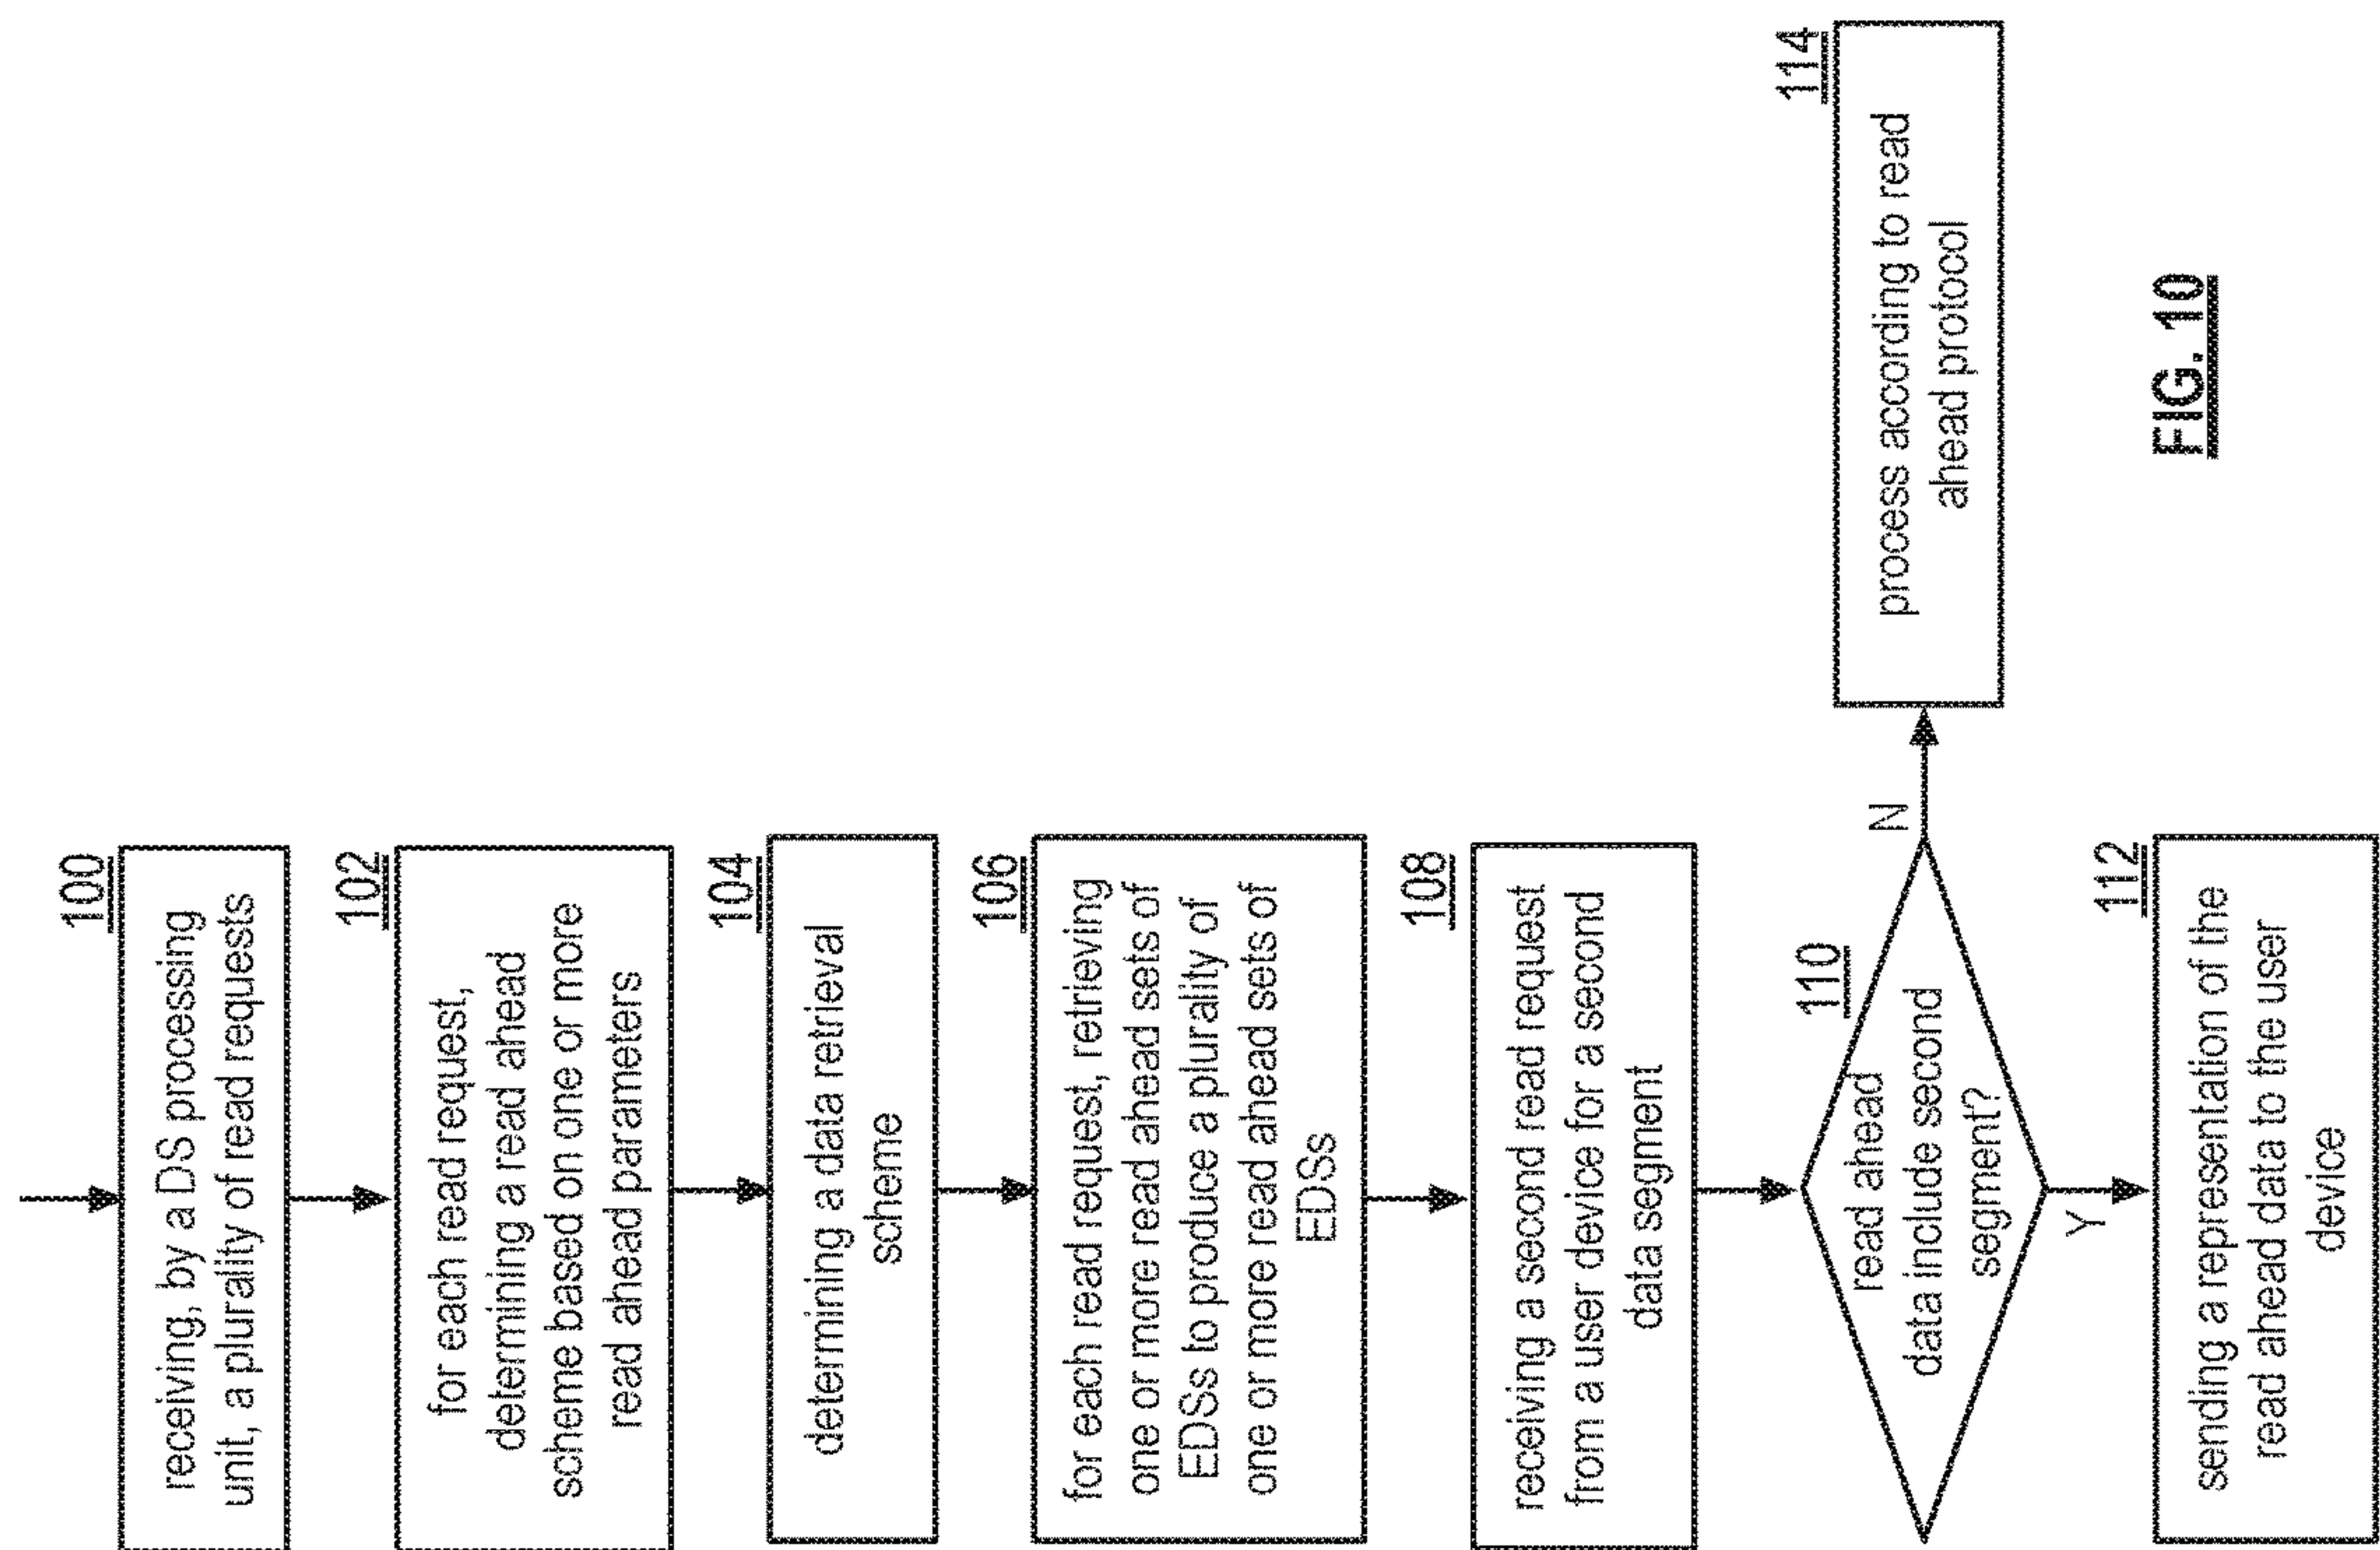 100
receiving, by a DS processing
unit, a plurality of read requests
102
for each read request,
determining a read ahead
scheme based on one or more
read ahead parameters
104
determining a data retrieval
scheme
106
for each read request, retrieving
one or more read ahead sets of
EDSs to produce a plurality of
one or more read ahead sets of
EDSs
108
receiving a second read request
from a user device for a second
data segment
110
read ahead
data include second
segment?
N
Y
112
sending a representation of the
read ahead data to the user
device
114
process according to read
ahead protocol
FIG. 10